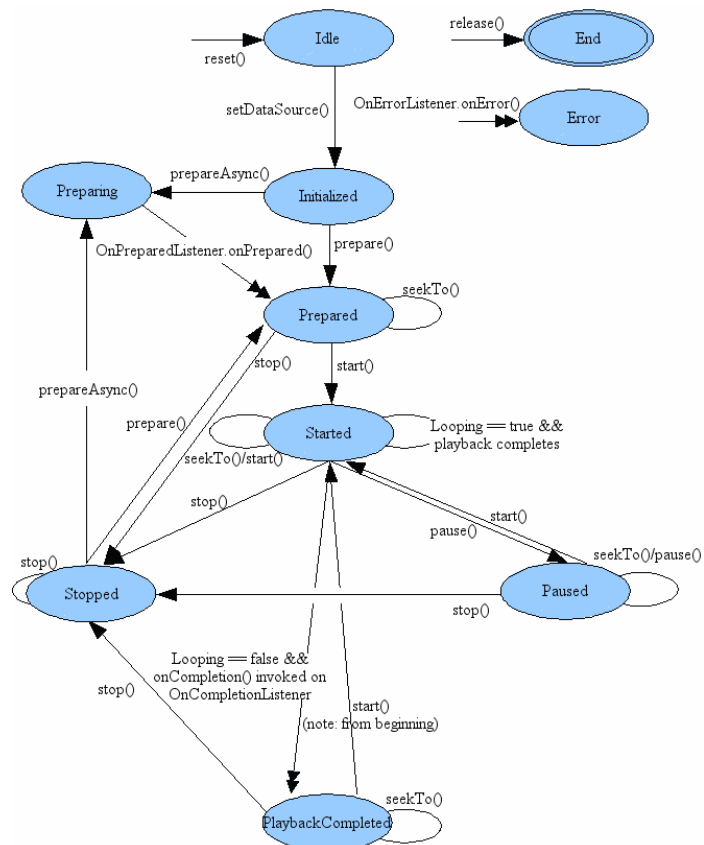 Idle
release()
End
reset()
setDataSource()
OnErrorListener.onError()
Error
prepareAsync()
Preparing
Initialized
OnPreparedListener.onPrepared()
prepare()
seekTo()
Prepared
stop()
start()
prepareAsync()
prepare()
Started
Looping == true &&
playback completes
seekTo()/start()
stop()
start()
pause()
stop()
seekTo()/pause()
Stopped
Paused
stop()
Looping == false &&
onCompletion() invoked on
OnCompletionListener
stop()
start()
(note: from beginning)
seekTo()
PlaybackCompleted